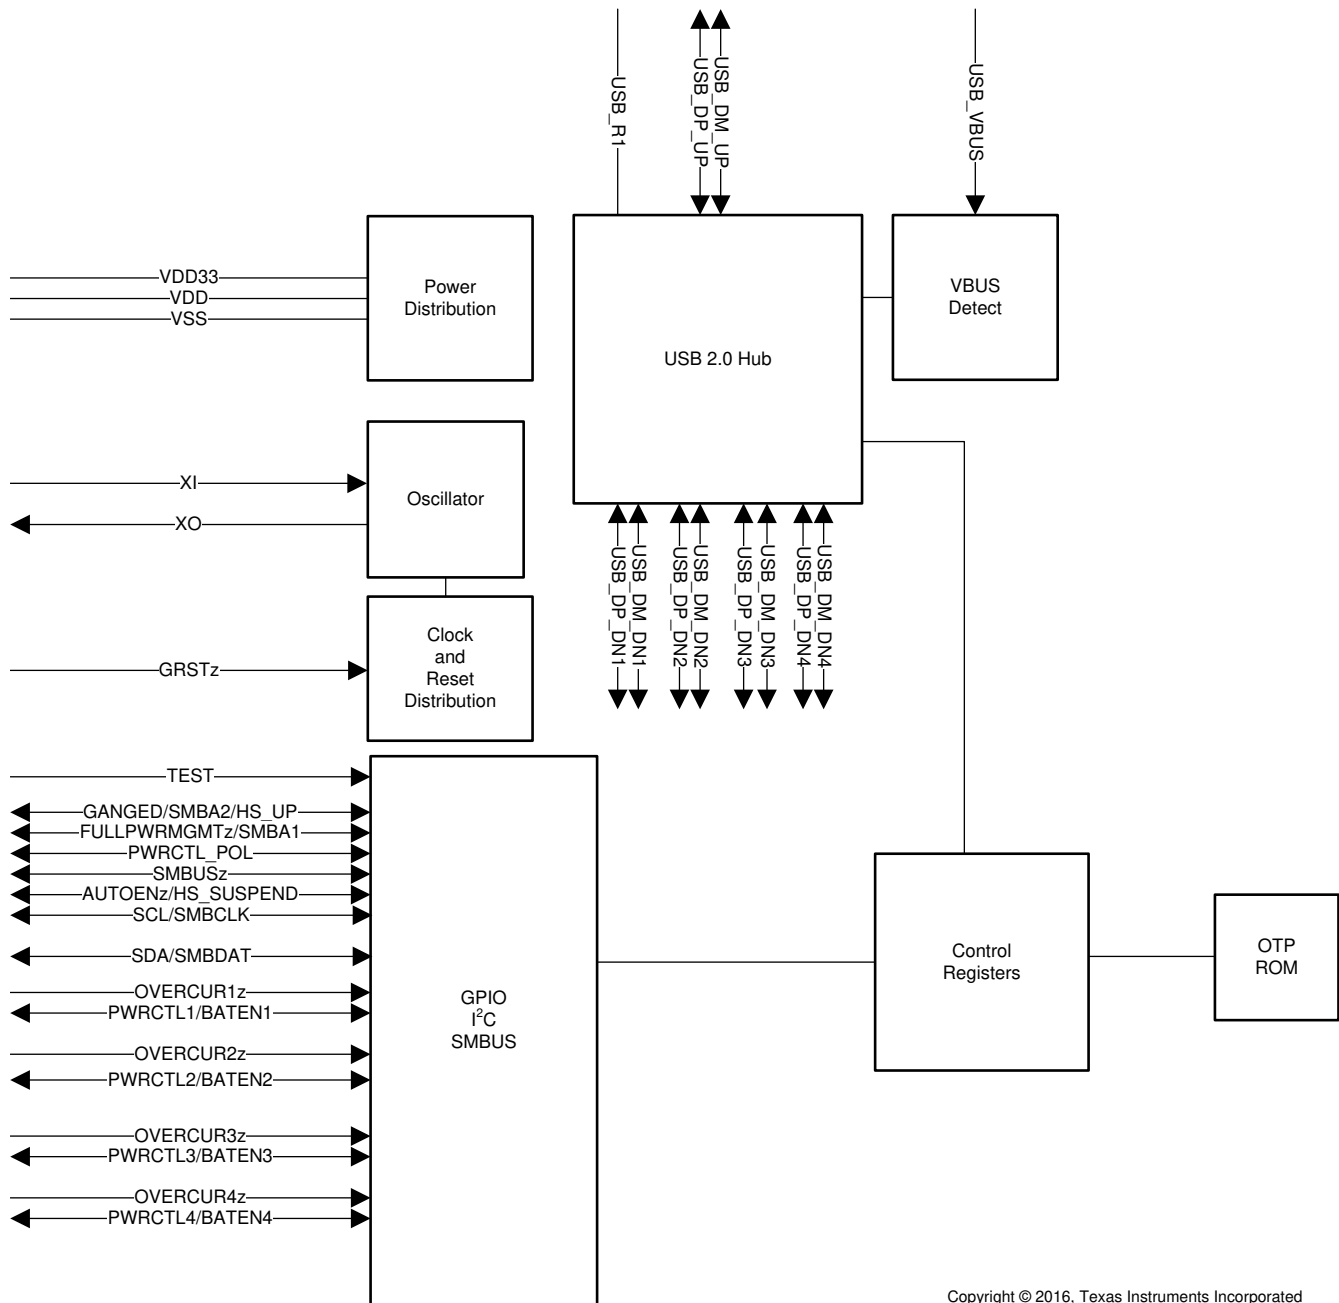 USB_R1
USB_DP_UP
USB_DM_UP
USB_VBUS
VDD33
VDD
VSS
Power
Distribution
USB 2.0 Hub
VBUS
Detect
XI
XO
Oscillator
USB_DP_DN1
USB_DM_DN1
USB_DP_DN2
USB_DM_DN2
USB_DP_DN3
USB_DM_DN3
USB_DP_DN4
USB_DM_DN4
GRSTz
Clock
and
Reset
Distribution
TEST
GANGED/SMBA2/HS_UP
FULLPWRMGMTz/SMBA1
PWRCTL_POL
SMBUSz
AUTOENz/HS_SUSPEND
SCL/SMBCLK
SDA/SMBDAT
OVERCUR1z
PWRCTL1/BATEN1
OVERCUR2z
PWRCTL2/BATEN2
OVERCUR3z
PWRCTL3/BATEN3
OVERCUR4z
PWRCTL4/BATEN4
GPIO
I²C
SMBUS
Control
Registers
OTP
ROM
Copyright © 2016, Texas Instruments Incorporated